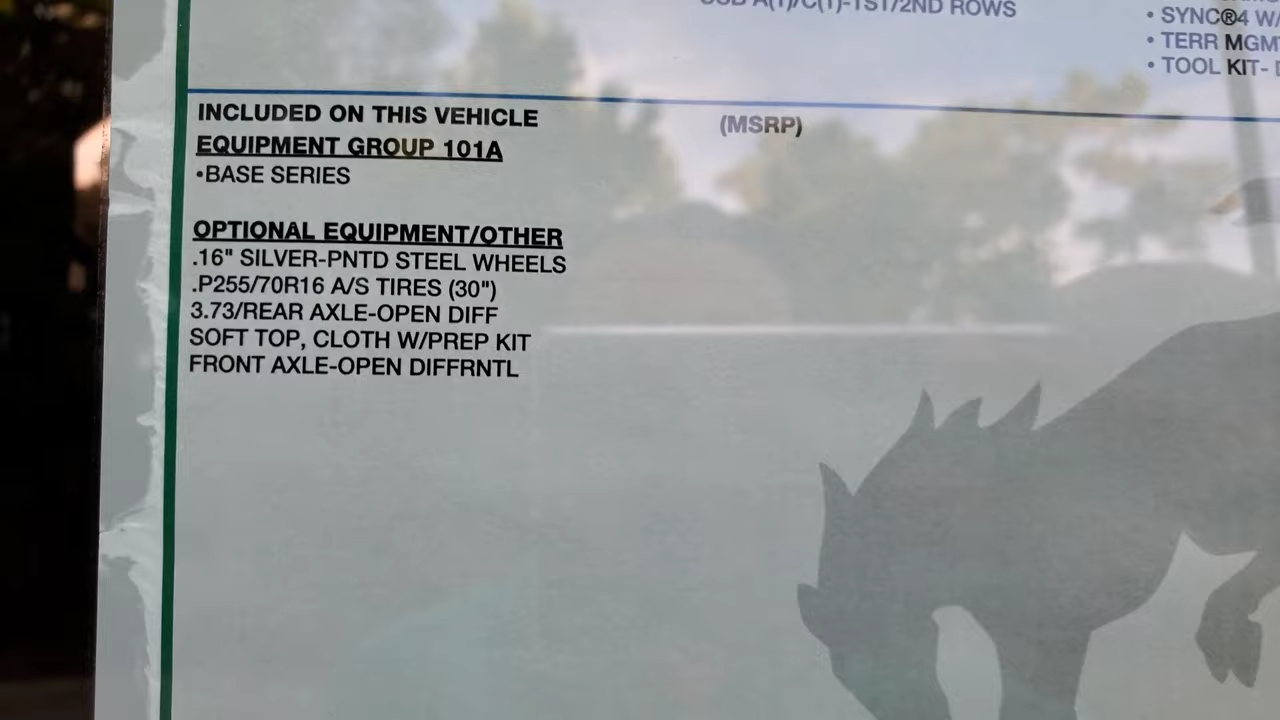 USB A(1)/C(1)-1ST/2ND ROWS
• SYNC®4 W/
• TERR MGMT
• TOOL KIT-
INCLUDED ON THIS VEHICLE
(MSRP)
EQUIPMENT GROUP 101A
•BASE SERIES
OPTIONAL EQUIPMENT/OTHER
.16" SILVER-PNTD STEEL WHEELS
.P255/70R16 A/S TIRES (30")
3.73/REAR AXLE-OPEN DIFF
SOFT TOP, CLOTH W/PREP KIT
FRONT AXLE-OPEN DIFFRNTL